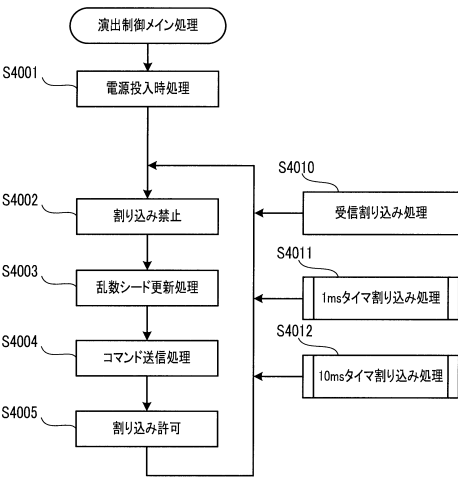 演出制御メイン処理
S4001
電源投入時処理
S4002
割り込み禁止
S4003
乱数シード更新処理
S4004
コマンド送信処理
S4005
割り込み許可
S4010
受信割り込み処理
S4011
1msタイマ割り込み処理
S4012
10msタイマ割り込み処理